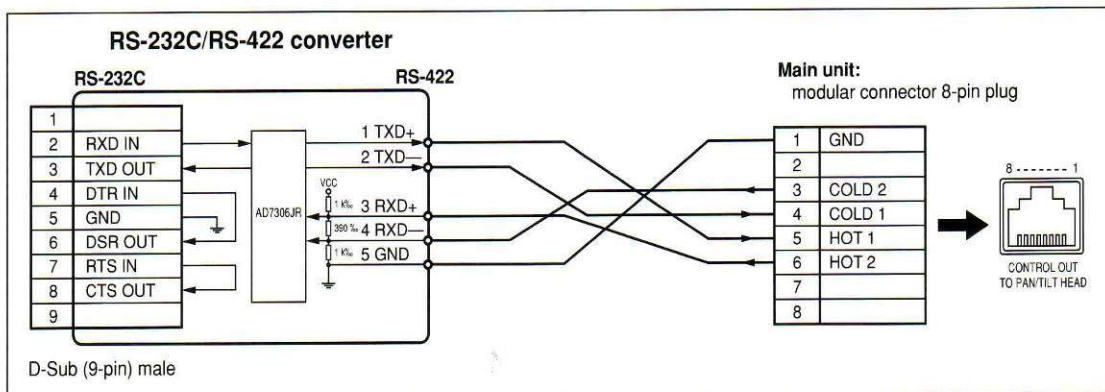 RS-232C/RS-422 converter
RS-232C
RS-422
1
2 RXD IN
3 TXD OUT
4 DTR IN
5 GND
6 DSR OUT
7 RTS IN
8 CTS OUT
9
D-Sub (9-pin) male
AD7306JR
VCC
1 k‰
390 ‰
1 k‰
1 TXD+
2 TXD—
3 RXD+
4 RXD—
5 GND
Main unit:
modular connector 8-pin plug
1 GND
2
3 COLD 2
4 COLD 1
5 HOT 1
6 HOT 2
7
8
8 ------- 1
CONTROL OUT
TO PAN/TILT HEAD